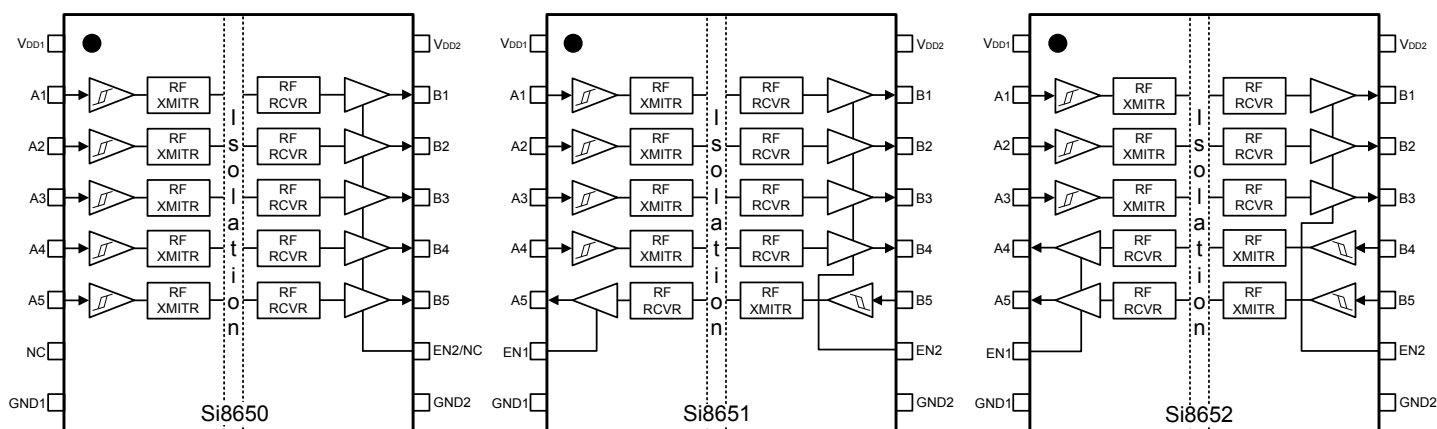 VDD1
A1
A2
A3
A4
A5
NC
GND1
RF XMITR
RF XMITR
RF XMITR
RF XMITR
RF XMITR
Isolation
RF RCVR
RF RCVR
RF RCVR
RF RCVR
RF RCVR
VDD2
B1
B2
B3
B4
B5
EN2/NC
GND2
Si8650
VDD1
A1
A2
A3
A4
A5
EN1
GND1
RF XMITR
RF XMITR
RF XMITR
RF XMITR
RF RCVR
Isolation
RF RCVR
RF RCVR
RF RCVR
RF RCVR
RF XMITR
VDD2
B1
B2
B3
B4
B5
EN2
GND2
Si8651
VDD1
A1
A2
A3
A4
A5
EN1
GND1
RF XMITR
RF XMITR
RF XMITR
RF RCVR
RF RCVR
Isolation
RF RCVR
RF RCVR
RF RCVR
RF XMITR
RF XMITR
VDD2
B1
B2
B3
B4
B5
EN2
GND2
Si8652